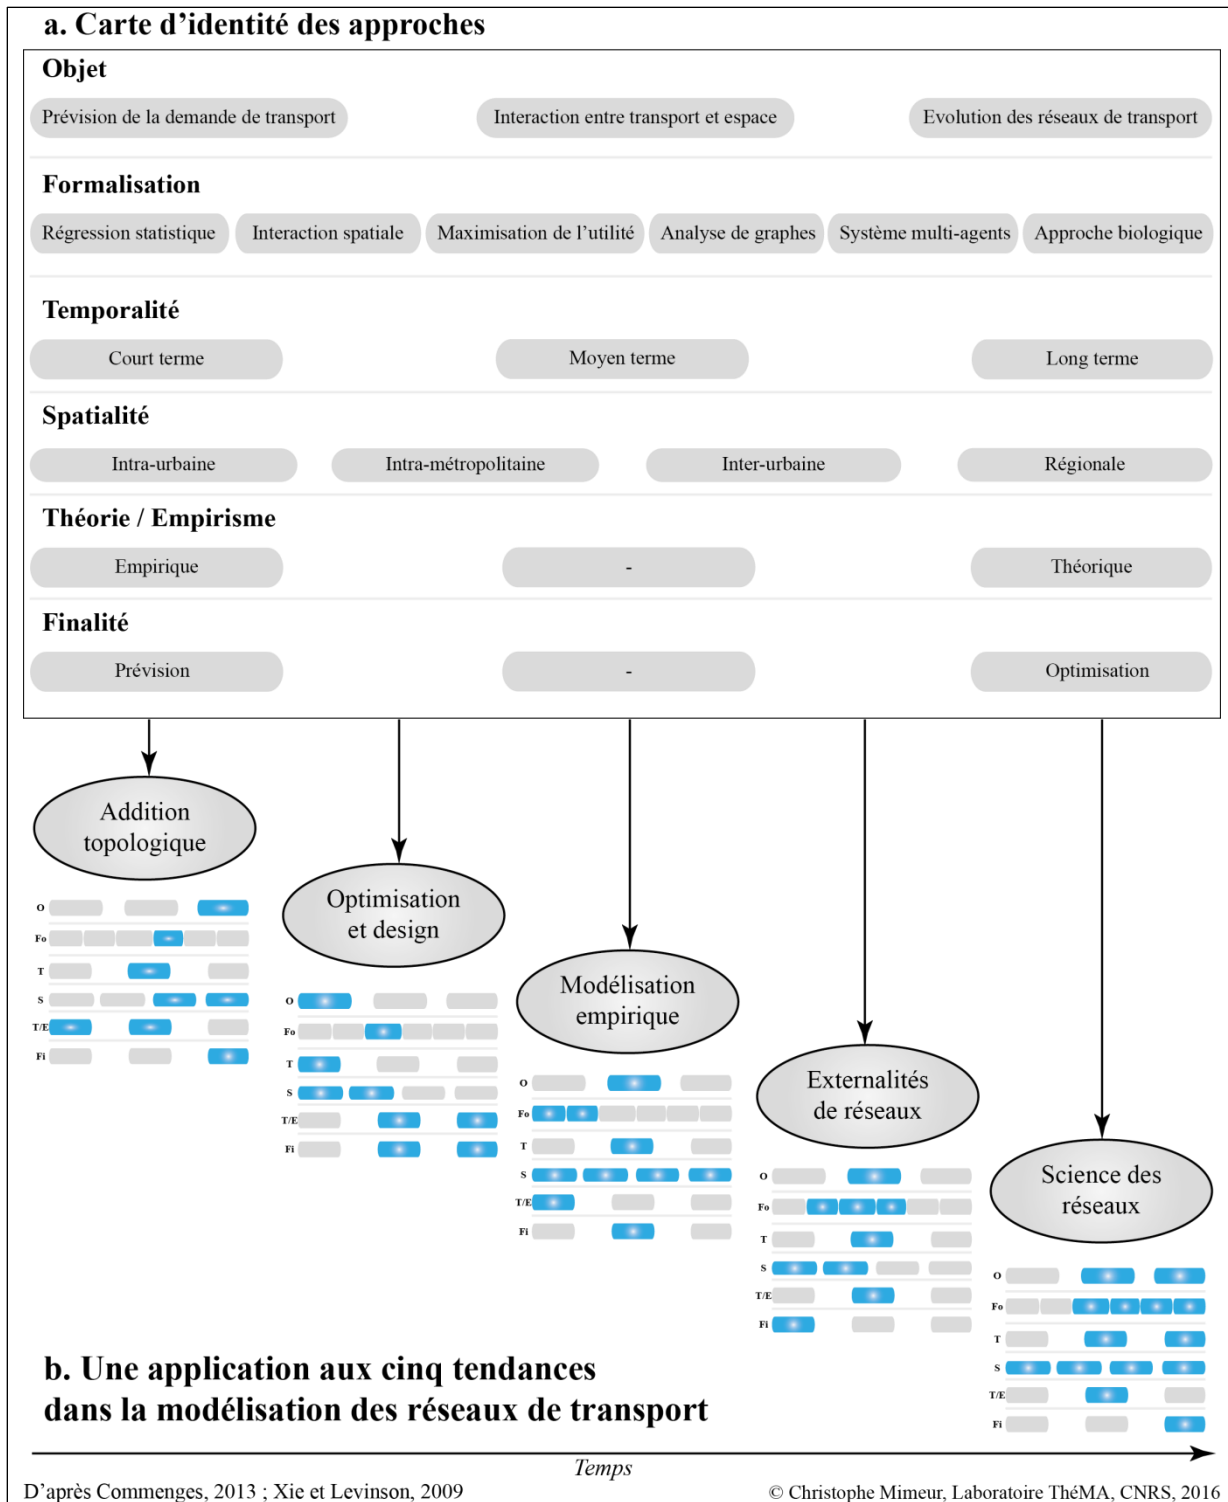 a. Carte d’identité des approches
Objet
Prévision de la demande de transport
Interaction entre transport et espace
Evolution des réseaux de transport
Formalisation
Régression statistique
Interaction spatiale
Maximisation de l’utilité
Analyse de graphes
Système multi-agents
Approche biologique
Temporalité
Court terme
Moyen terme
Long terme
Spatialité
Intra-urbaine
Intra-métropolitaine
Inter-urbaine
Régionale
Théorie / Empirisme
Empirique
-
Théorique
Finalité
Prévision
-
Optimisation
Addition
topologique
O
Fo
T
S
T/E
Fi
Optimisation
et design
O
Fo
T
S
T/E
Fi
Modélisation
empirique
O
Fo
T
S
T/E
Fi
Externalités
de réseaux
O
Fo
T
S
T/E
Fi
Science des
réseaux
O
Fo
T
S
T/E
Fi
b. Une application aux cinq tendances
dans la modélisation des réseaux de transport
Temps
D’après Commenges, 2013 ; Xie et Levinson, 2009
© Christophe Mimeur, Laboratoire ThéMA, CNRS, 2016